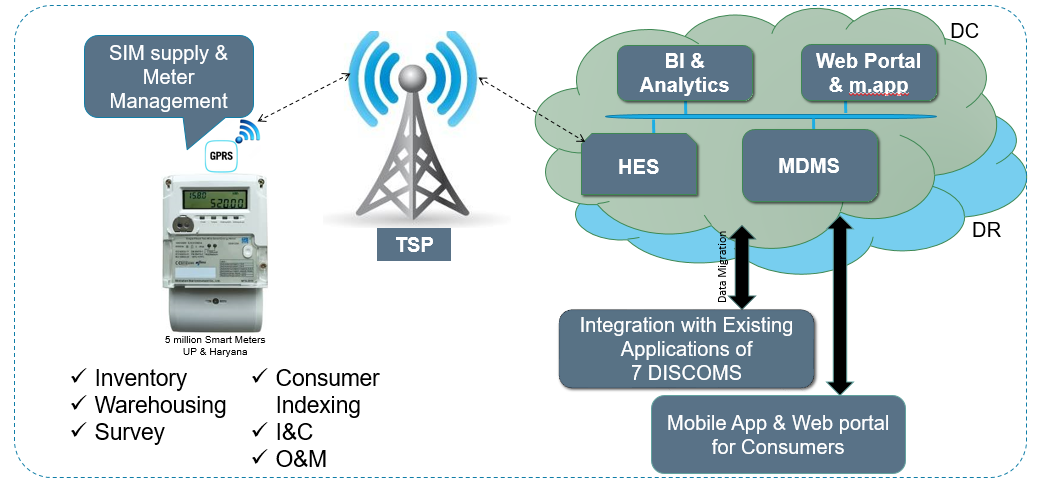 SIM supply &
Meter
Management
GPRS
1580
52000
5 million Smart Meters
UP & Haryana
✓ Inventory
✓ Warehousing
✓ Survey
✓ Consumer
Indexing
✓ I&C
✓ O&M
TSP
DC
BI &
Analytics
Web Portal
& m.app
HES
MDMS
DR
Data Migration
Integration with Existing
Applications of
7 DISCOMS
Mobile App & Web portal
for Consumers